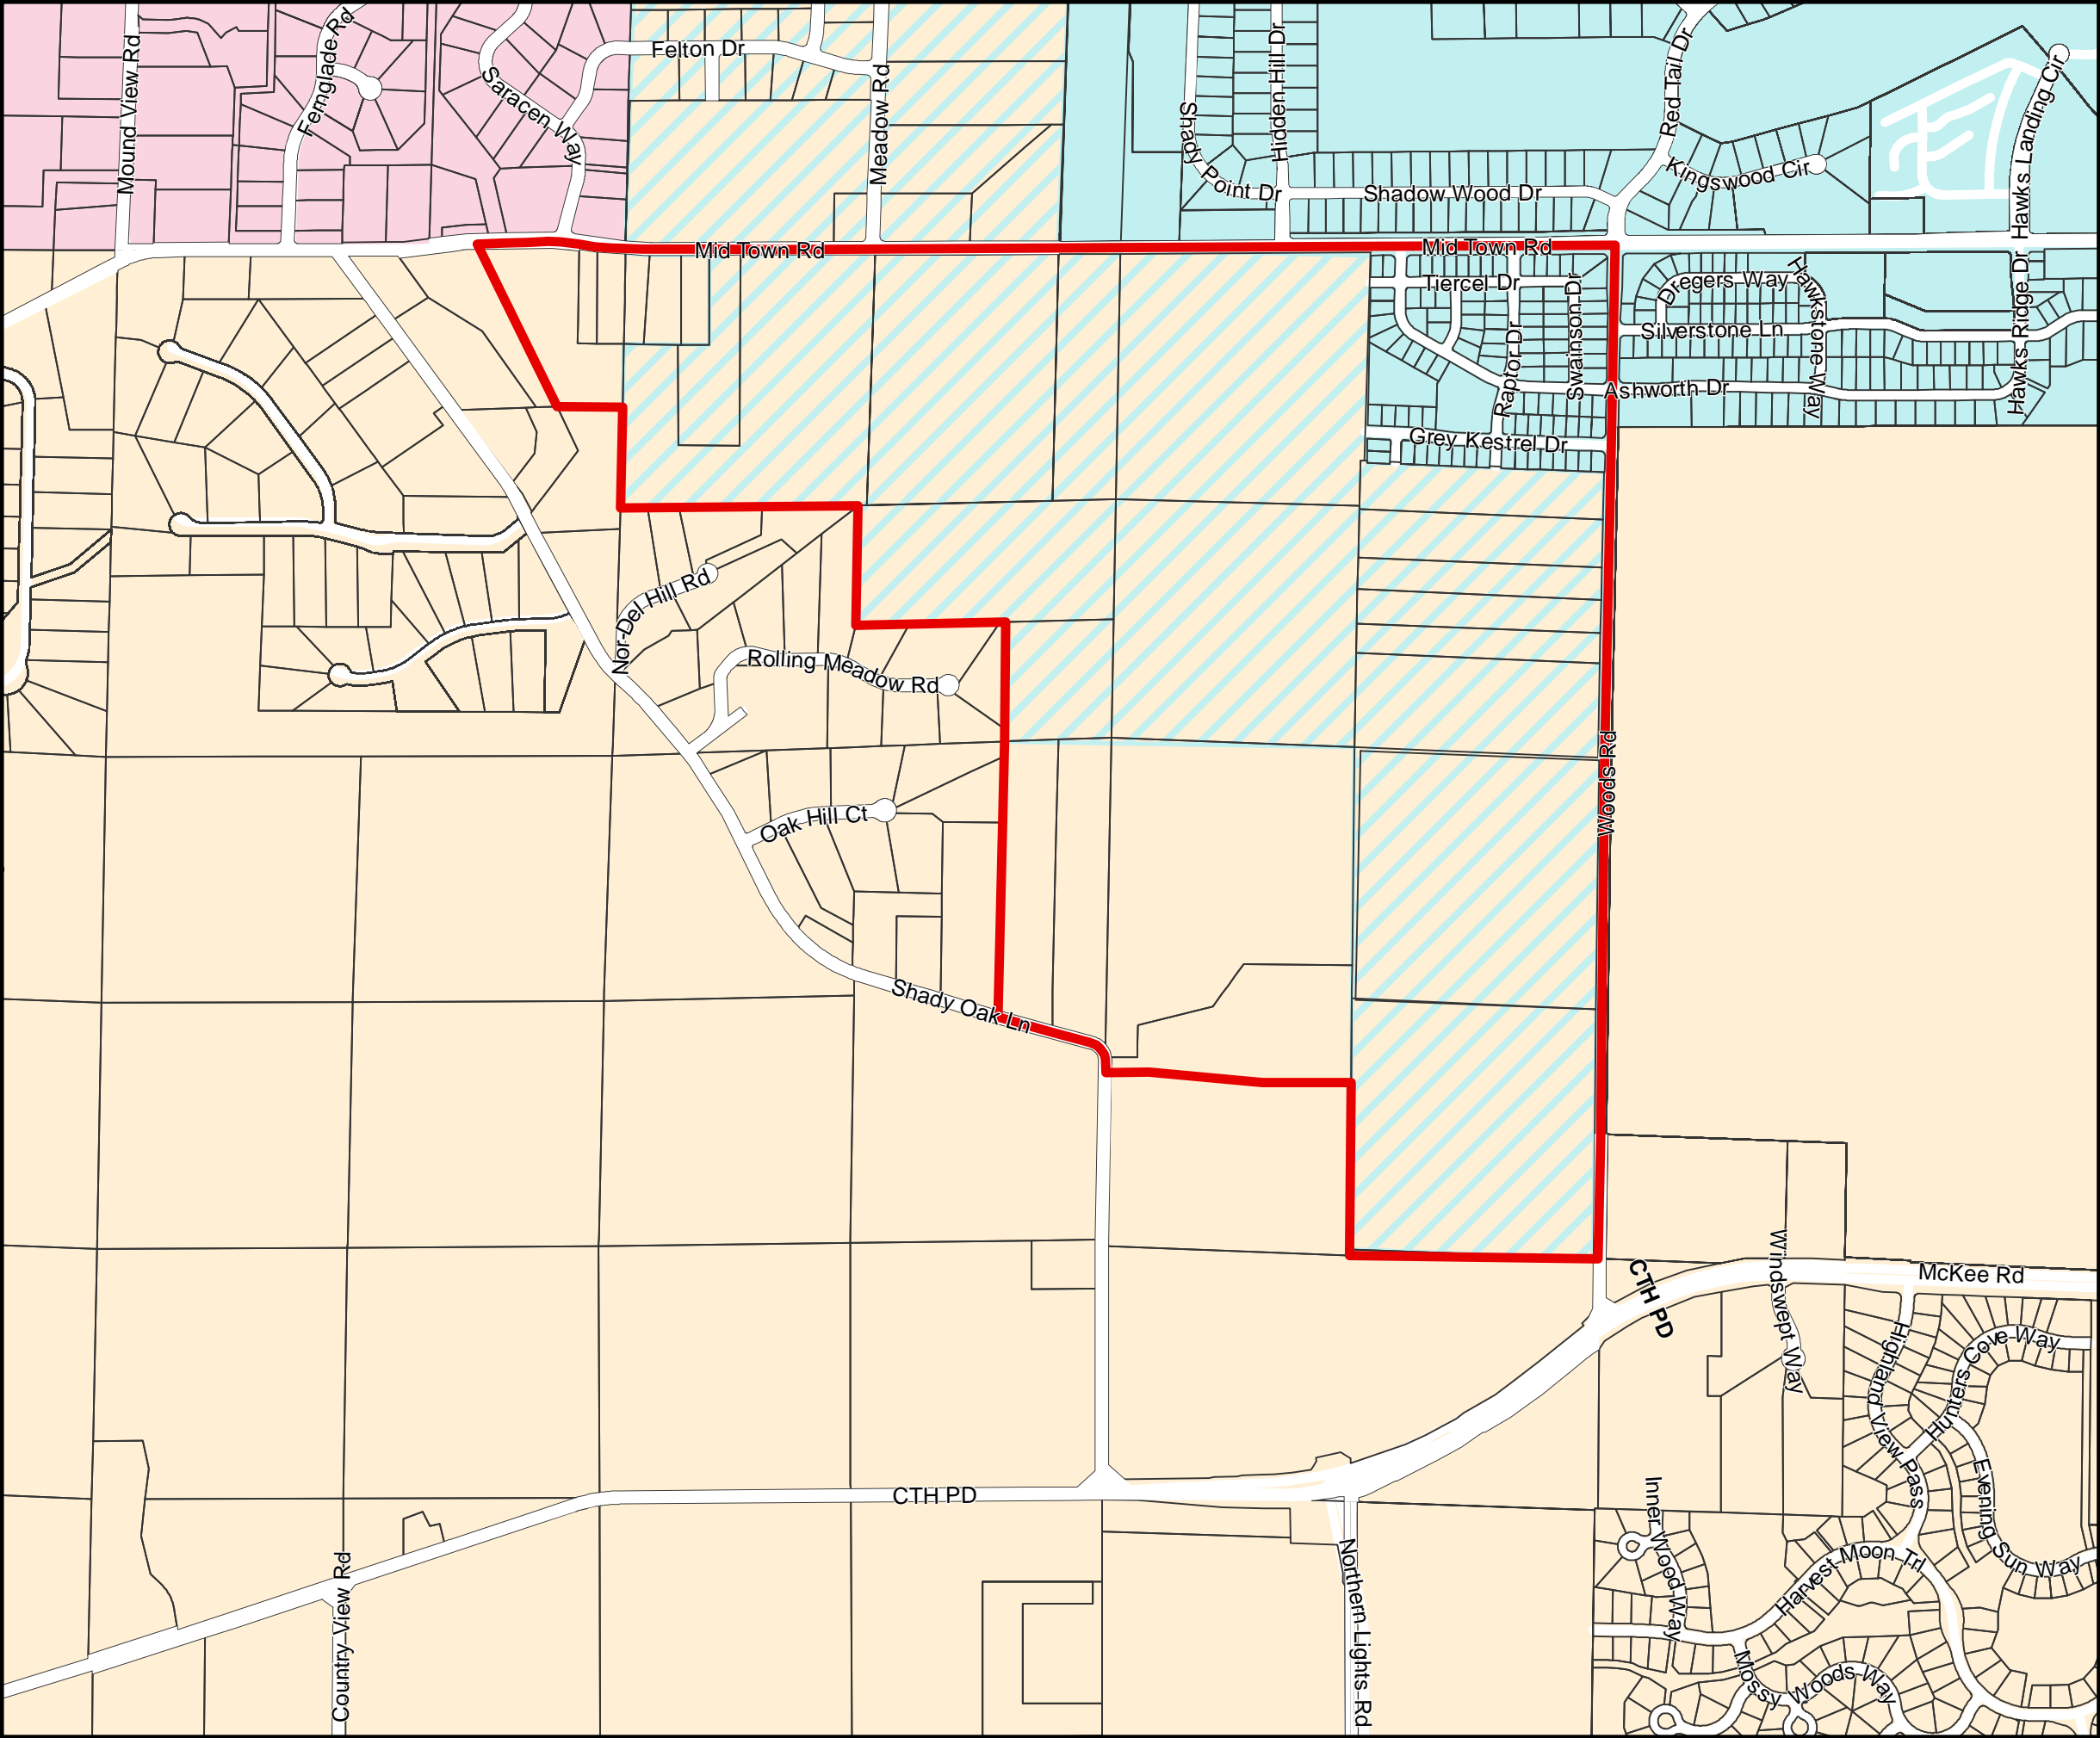 Mound View Rd
Fernglade Rd
Saracen Way
Felton Dr
Meadow Rd
Shady Point Dr
Hidden Hill Dr
Shadow Wood Dr
Red Tail Dr
Kingswood Cir
Hawks Landing Cir
Mid Town Rd
Mid Town Rd
Tiercel Dr
Raptor Dr
Swainson Dr
Dregers Way
Hawkstone Way
Silverstone Ln
Ashworth Dr
Hawks Ridge Dr
Grey Kestrel Dr
Nor-Del Hill Rd
Rolling Meadow Rd
Oak Hill Ct
Woods Rd
Shady Oak Ln
CTH PD
McKee Rd
Windswept Way
Highland View Pass
Hunters Cove Way
Evening Sun Way
CTH PD
Country View Rd
Northern Lights Rd
Inner Wood Way
Harvest Moon Trl
Mossy Woods Way